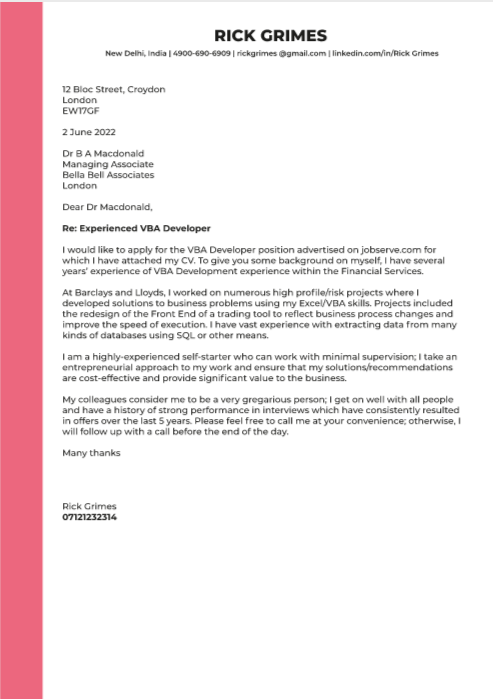 RICK GRIMES
New Delhi, India | 4900-690-6909 | rickgrimes @gmail.com | linkedin.com/in/Rick Grimes
12 Bloc Street, Croydon
London
EW17GF
2 June 2022
Dr B A Macdonald
Managing Associate
Bella Bell Associates
London
Dear Dr Macdonald,
Re: Experienced VBA Developer
I would like to apply for the VBA Developer position advertised on jobserve.com for
which I have attached my CV. To give you some background on myself, I have several
years' experience of VBA Development experience within the Financial Services.
At Barclays and Lloyds, I worked on numerous high profile/risk projects where I
developed solutions to business problems using my Excel/VBA skills. Projects included
the redesign of the Front End of a trading tool to reflect business process changes and
improve the speed of execution. I have vast experience with extracting data from many
kinds of databases using SQL or other means.
I am a highly-experienced self-starter who can work with minimal supervision; I take an
entrepreneurial approach to my work and ensure that my solutions/recommendations
are cost-effective and provide significant value to the business.
My colleagues consider me to be a very gregarious person; I get on well with all people
and have a history of strong performance in interviews which have consistently resulted
in offers over the last 5 years. Please feel free to call me at your convenience; otherwise, I
will follow up with a call before the end of the day.
Many thanks
Rick Grimes
07121232314